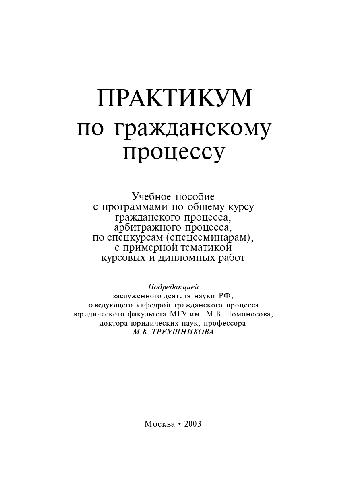 ПРАКТИКУМ
по гражданскому
процессу
Учебное пособие
с программами по общему курсу
гражданского процесса,
арбитражного процесса,
по спецкурсам (спецсеминарам),
с примерной тематикой
курсовых и дипломных работ
Под редакцией
заслуженного деятеля науки РФ,
заведующего кафедрой гражданского процесса
юридического факультета МГУ им. М.В. Ломоносова,
доктора юридических наук, профессора
М.К. ТРЕУШНИКОВА
Москва • 2003